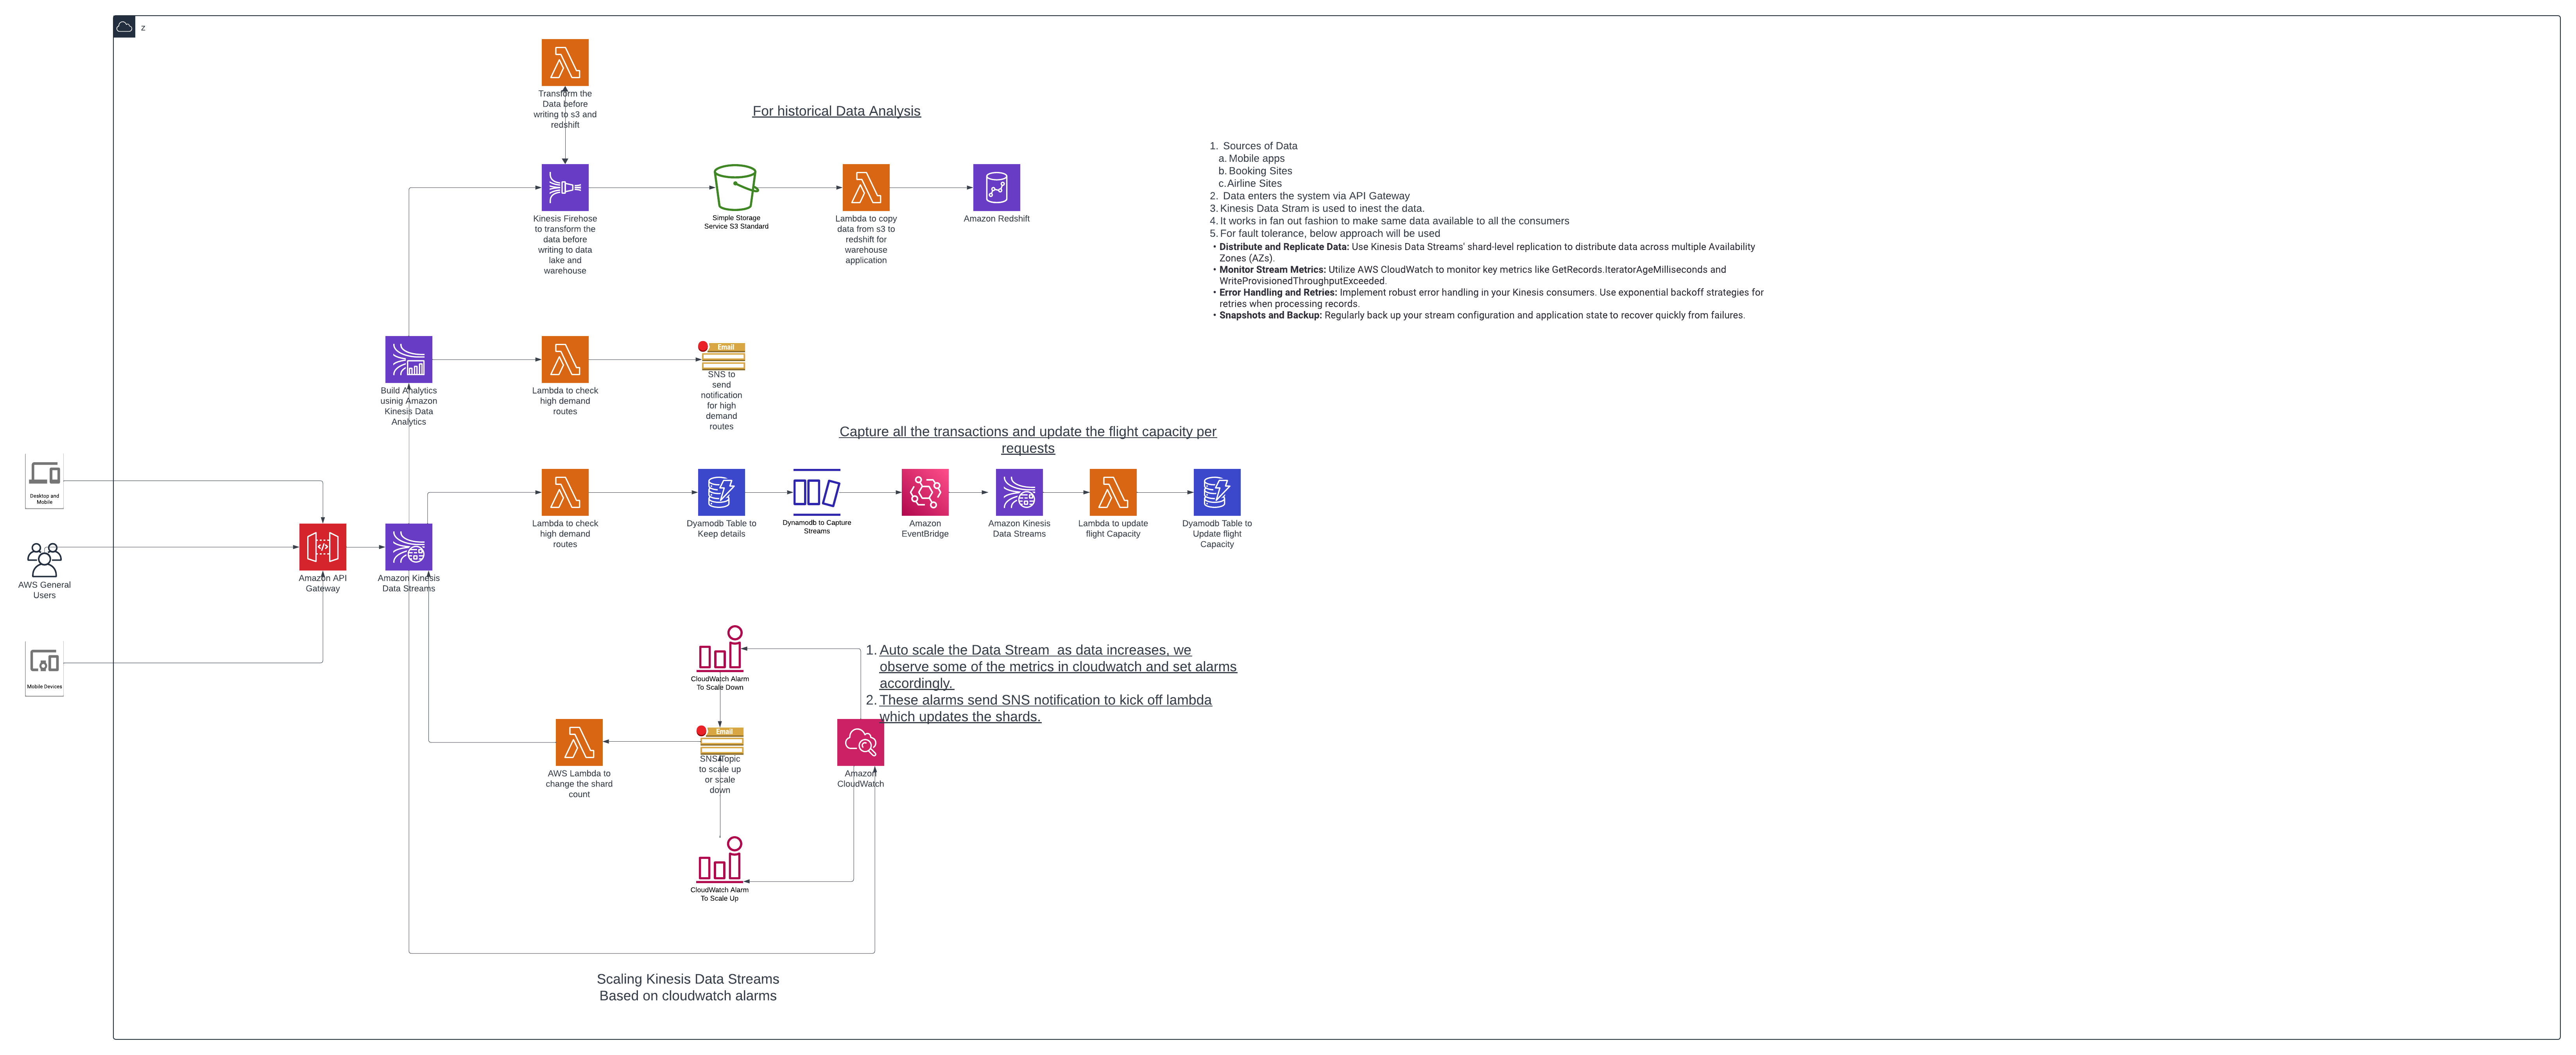 z
Transform the
Data before
writing to s3 and
redshift
For historical Data Analysis
Kinesis Firehose
to transform the
data before
writing to data
lake and
warehouse
Simple Storage
Service S3 Standard
Lambda to copy
data from s3 to
redshift for
warehouse
application
Amazon Redshift
1. Sources of Data
a. Mobile apps
b. Booking Sites
c. Airline Sites
2. Data enters the system via API Gateway
3. Kinesis Data Stram is used to inest the data.
4. It works in fan out fashion to make same data available to all the consumers
5. For fault tolerance, below approach will be used
• Distribute and Replicate Data: Use Kinesis Data Streams' shard-level replication to distribute data across multiple Availability
Zones (AZs).
• Monitor Stream Metrics: Utilize AWS CloudWatch to monitor key metrics like GetRecords.IteratorAgeMilliseconds and
WriteProvisionedThroughputExceeded.
• Error Handling and Retries: Implement robust error handling in your Kinesis consumers. Use exponential backoff strategies for
retries when processing records.
• Snapshots and Backup: Regularly back up your stream configuration and application state to recover quickly from failures.
Build Analytics
usinig Amazon
Kinesis Data
Analytics
Lambda to check
high demand
routes
Email
SNS to
send
notification
for high
demand
routes
Capture all the transactions and update the flight capacity per
requests
Desktop and
Mobile
AWS General
Users
Mobile Devices
Amazon API
Gateway
Amazon Kinesis
Data Streams
Lambda to check
high demand
routes
Dyamodb Table to
Keep details
Dynamodb to Capture
Streams
Amazon
EventBridge
Amazon Kinesis
Data Streams
Lambda to update
flight Capacity
Dyamodb Table to
Update flight
Capacity
CloudWatch Alarm
To Scale Down
1. Auto scale the Data Stream as data increases, we
observe some of the metrics in cloudwatch and set alarms
accordingly.
2. These alarms send SNS notification to kick off lambda
which updates the shards.
AWS Lambda to
change the shard
count
Email
SNS Topic
to scale up
or scale
down
Amazon
CloudWatch
CloudWatch Alarm
To Scale Up
Scaling Kinesis Data Streams
Based on cloudwatch alarms